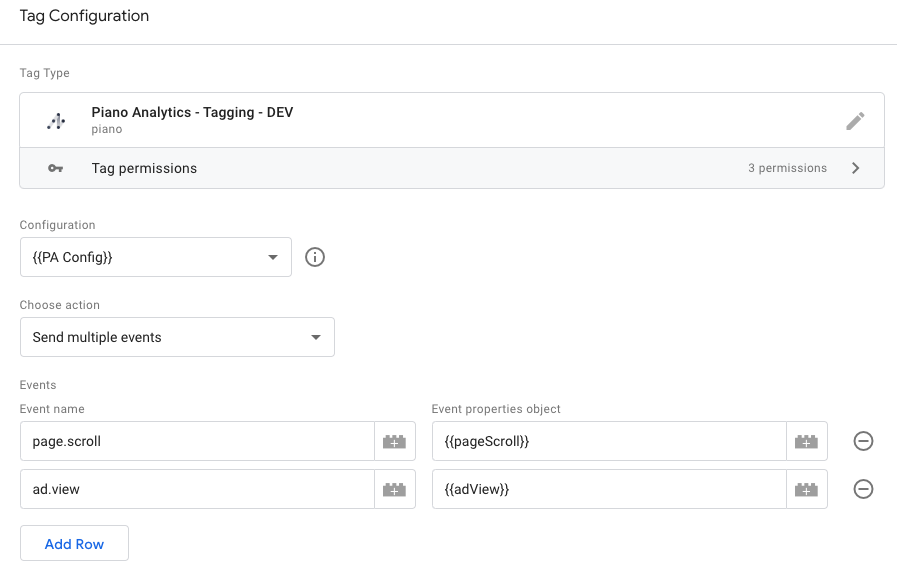 Tag Configuration
Tag Type
Piano Analytics - Tagging - DEV
piano
Tag permissions 3 permissions
Configuration
{{PA Config}}
Choose action
Send multiple events
Events
Event name Event properties object
page.scroll {{pageScroll}}
ad.view {{adView}}
Add Row